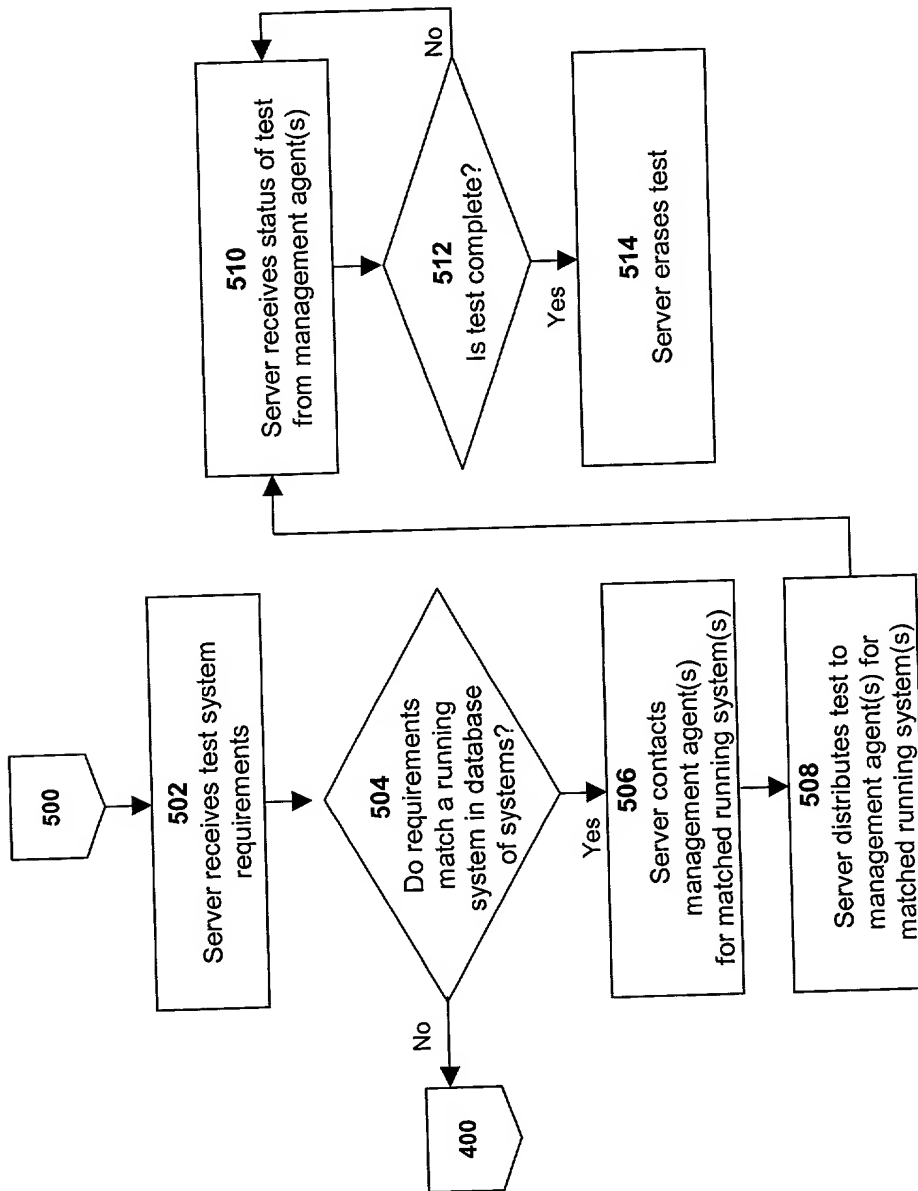 500
502
Server receives test system
requirements
504
Do requirements
match a running
system in database
of systems?
No
400
Yes
506
Server contacts
management agent(s)
for matched running system(s)
508
Server distributes test to
management agent(s) for
matched running system(s)
510
Server receives status of test
from management agent(s)
512
Is test complete?
No
Yes
514
Server erases test